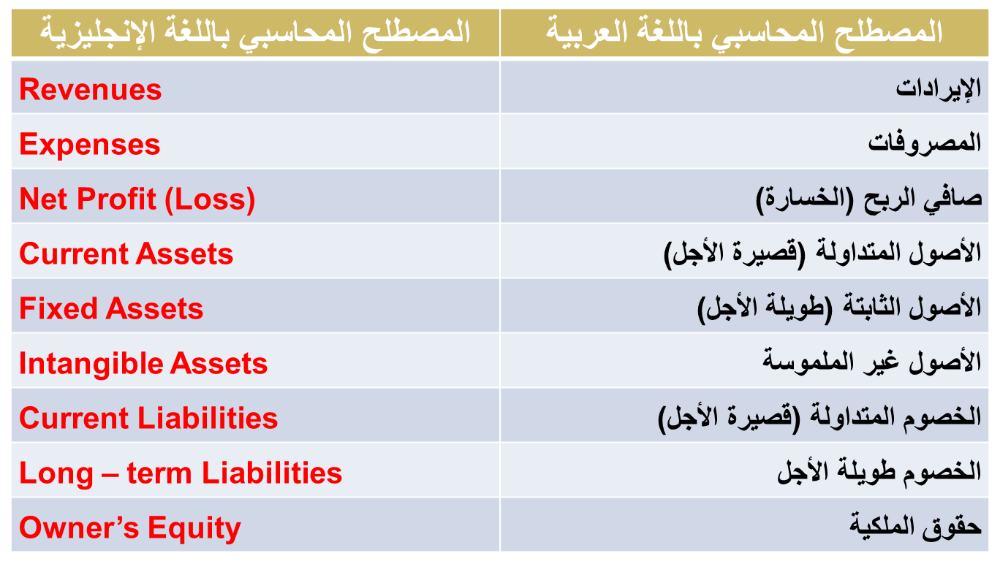 المصطلح المحاسبي باللغة العربية
المصطلح المحاسبي باللغة الإنجليزية
الإيرادات
Revenues
المصروفات
Expenses
صافي الربح (الخسارة)
Net Profit (Loss)
الأصول المتداولة (قصيرة الأجل)
Current Assets
الأصول الثابتة (طويلة الأجل)
Fixed Assets
الأصول غير الملموسة
Intangible Assets
الخصوم المتداولة (قصيرة الأجل)
Current Liabilities
الخصوم طويلة الأجل
Long – term Liabilities
حقوق الملكية
Owner’s Equity